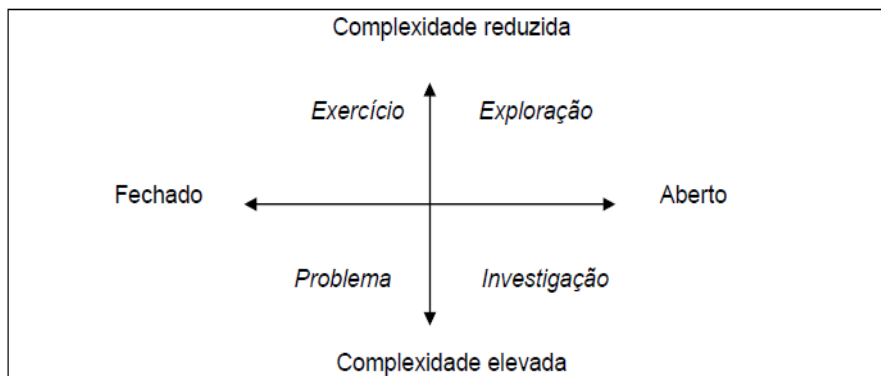 Complexidade reduzida
Exercício Exploração
Fechado Aberto
Problema Investigação
Complexidade elevada